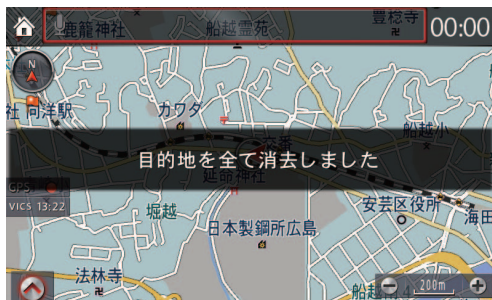 鹿籠神社
船越霊苑
豊稔寺
00:00
N
向洋駅
カワダ
船越小
目的地を全て消去しました
延命神社
GPS
VICS 13:22
堀越
安芸区役所
海田
日本製鋼所広島
法林寺
200m